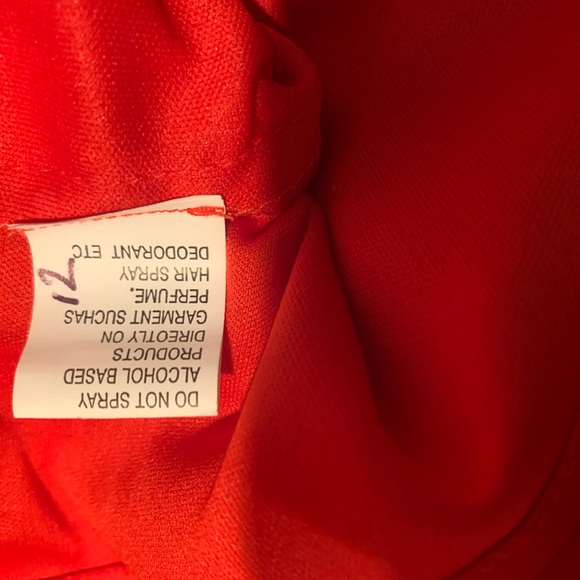 DO NOT SPRAY
ALCOHOL BASED
PRODUCTS
DIREOTLY ON
GARMENT SUCHAS
PERFUME.
HAIR SPRAY
DEODORANT ETC
12